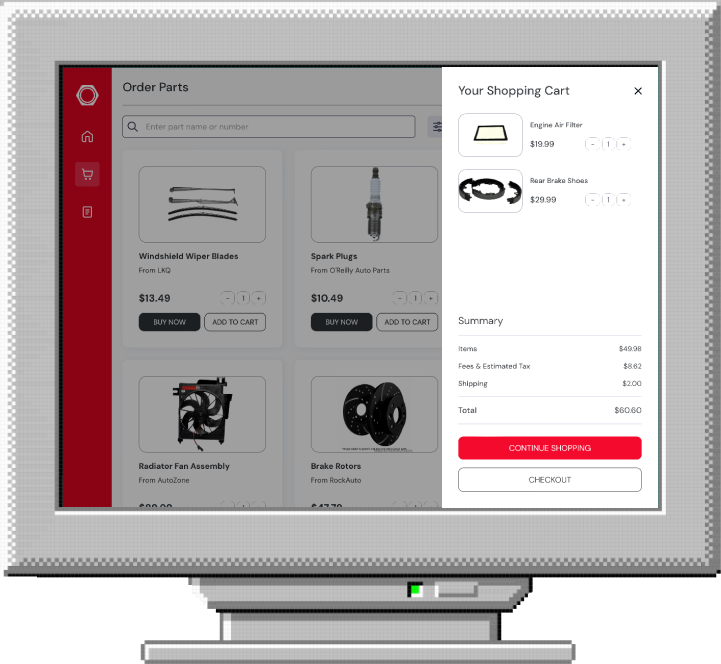 Order Parts
Enter part name or number
Windshield Wiper Blades
From LKQ
$13.49
- 1 +
BUY NOW
ADD TO CART
Spark Plugs
From O'Reilly Auto Parts
$10.49
- 1 +
BUY NOW
ADD TO CART
Radiator Fan Assembly
From AutoZone
Brake Rotors
From RockAuto
Your Shopping Cart
Engine Air Filter
$19.99
- 1 +
Rear Brake Shoes
$29.99
- 1 +
Summary
Items $49.98
Fees & Estimated Tax $8.62
Shipping $2.00
Total $60.60
CONTINUE SHOPPING
CHECKOUT